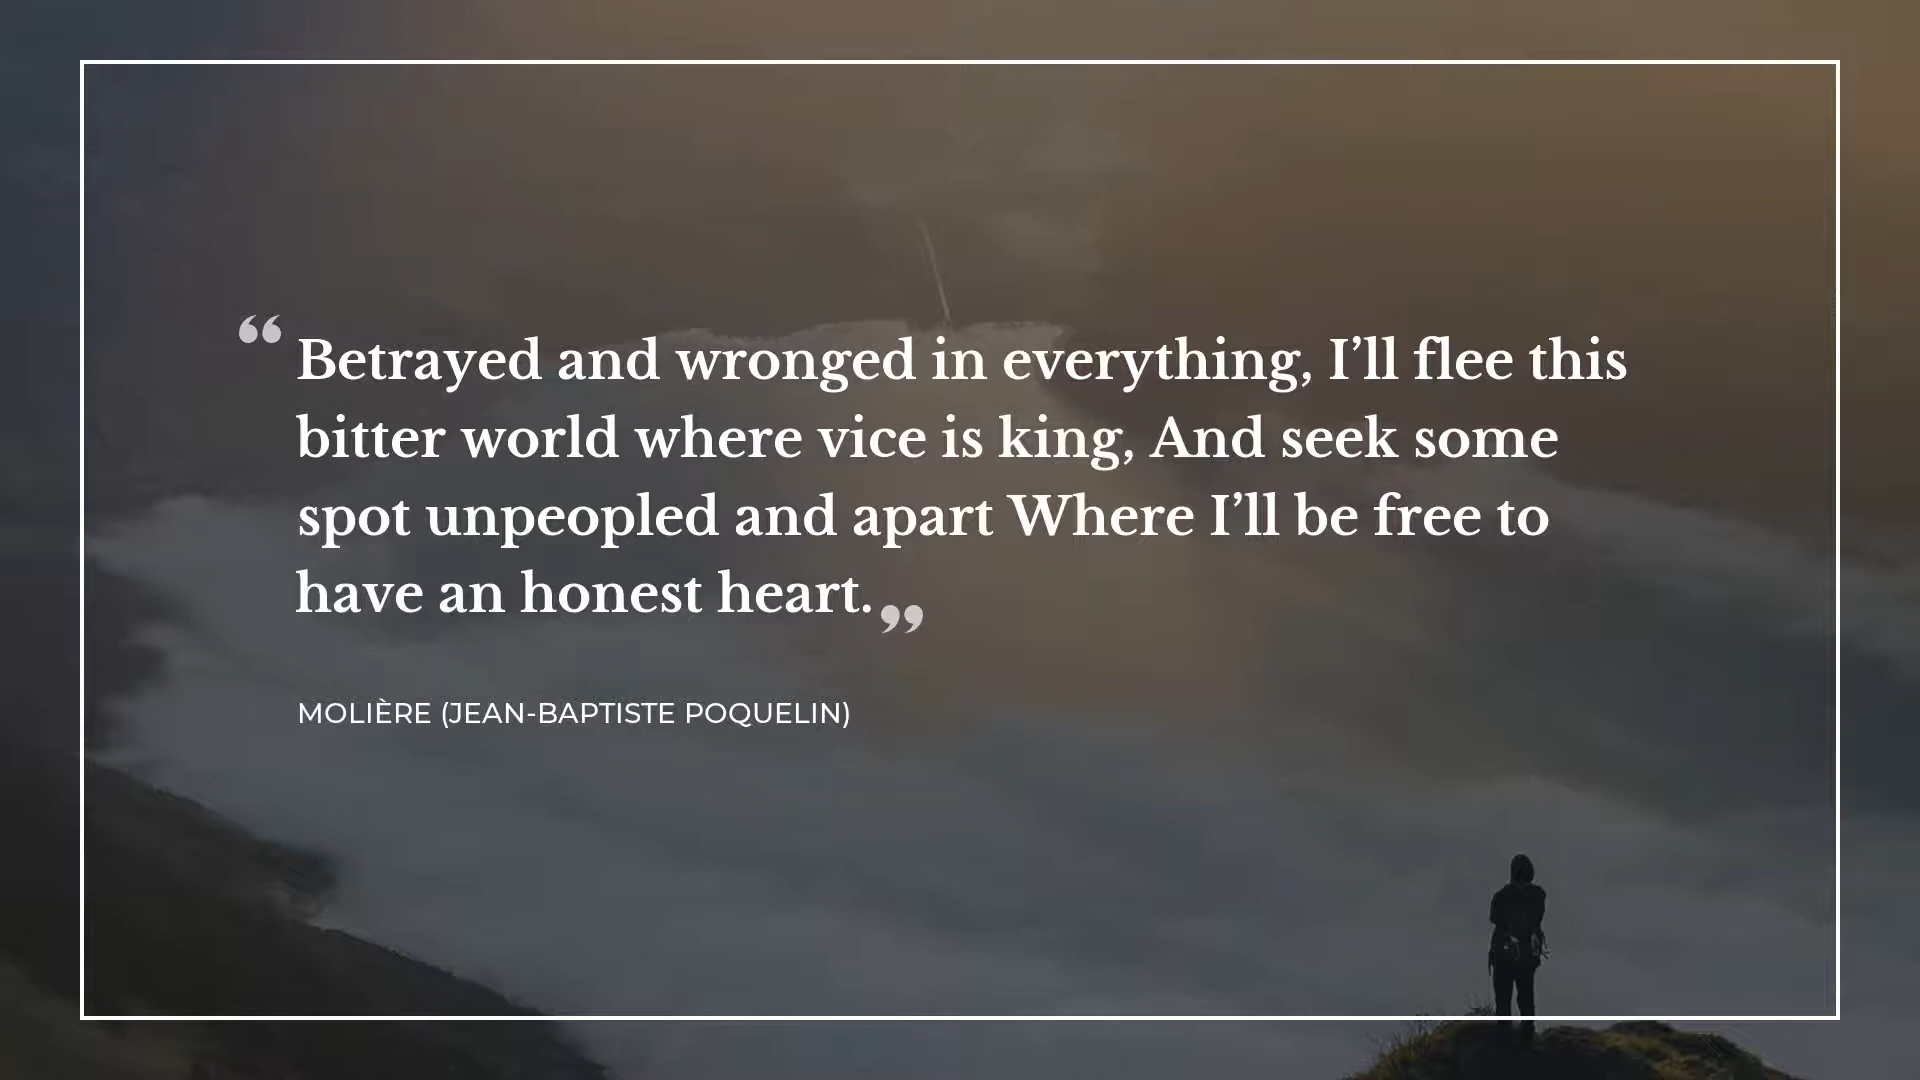 “Betrayed and wronged in everything, I’ll flee this
bitter world where vice is king, And seek some
spot unpeopled and apart Where I’ll be free to
have an honest heart.”
MOLIÈRE (JEAN-BAPTISTE POQUELIN)